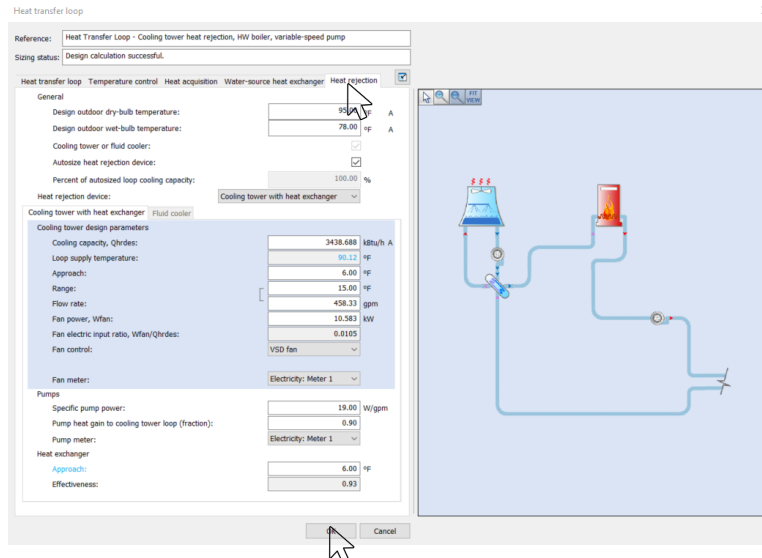 Heat transfer loop
Reference: Heat Transfer Loop - Cooling tower heat rejection, HW boiler, variable-speed pump
Sizing status: Design calculation successful.
Heat transfer loop Temperature control Heat acquisition Water-source heat exchanger Heat rejection
FIT VIEW
General
Design outdoor dry-bulb temperature: 95.00 °F A
Design outdoor wet-bulb temperature: 78.00 °F A
Cooling tower or fluid cooler:
Autosize heat rejection device:
Percent of autosized loop cooling capacity: 100.00 %
Heat rejection device: Cooling tower with heat exchanger
Cooling tower with heat exchanger Fluid cooler
Cooling tower design parameters
Cooling capacity, Qhrdes: 3438.688 kBtu/h A
Loop supply temperature: 90.12 °F
Approach: 6.00 °F
Range: 15.00 °F
Flow rate: 458.33 gpm
Fan power, Wfan: 10.583 kW
Fan electric input ratio, Wfan/Qhrdes: 0.0105
Fan control: VSD fan
Fan meter: Electricity: Meter 1
Pumps
Specific pump power: 19.00 W/gpm
Pump heat gain to cooling tower loop (fraction): 0.90
Pump meter: Electricity: Meter 1
Heat exchanger
Approach: 6.00 °F
Effectiveness: 0.93
Cancel